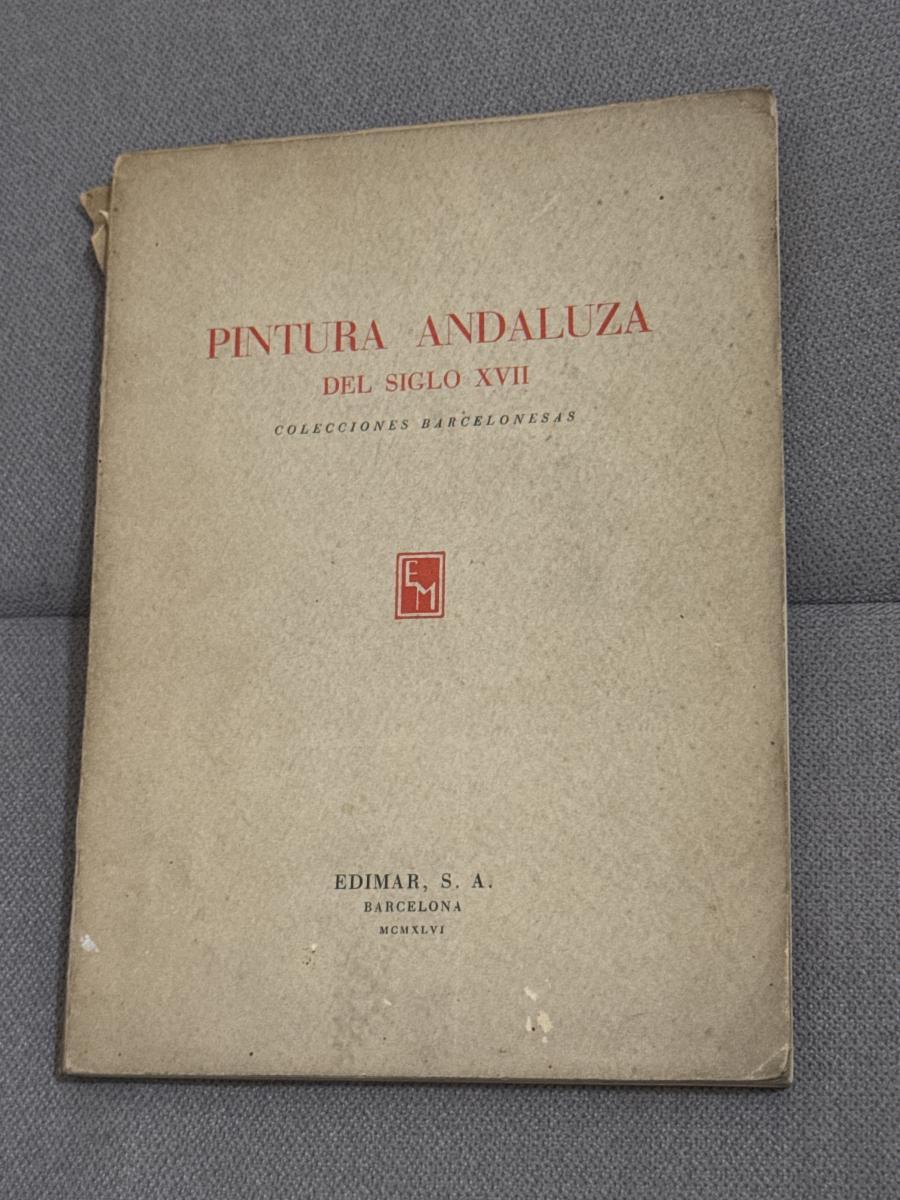 PINTURA ANDALUZA
DEL SIGLO XVII
COLECCIONES BARCELONESAS
EM
EDIMAR, S. A.
BARCELONA
MCMXLVI